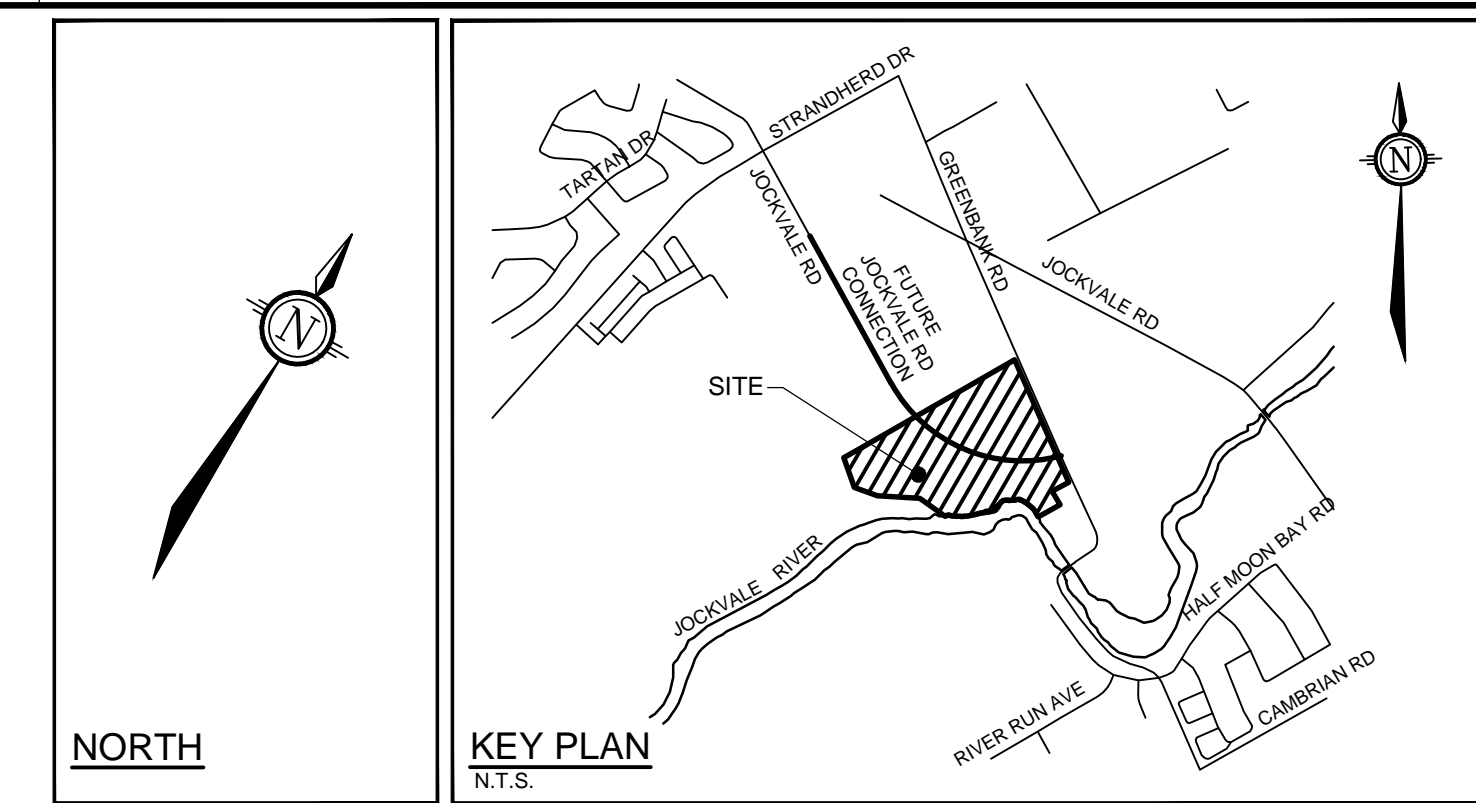 N
NORTH
STRANDHERD DR
TARTAN DR
JOCKVALE RD
GREENBANK RD
N
JOCKVALE RD
FUTURE
JOCKVALE RD
CONNECTION
SITE
JOCKVALE RIVER
HALF MOON BAY RD
RIVER RUN AVE
CAMBRIAN RD
KEY PLAN
N.T.S.